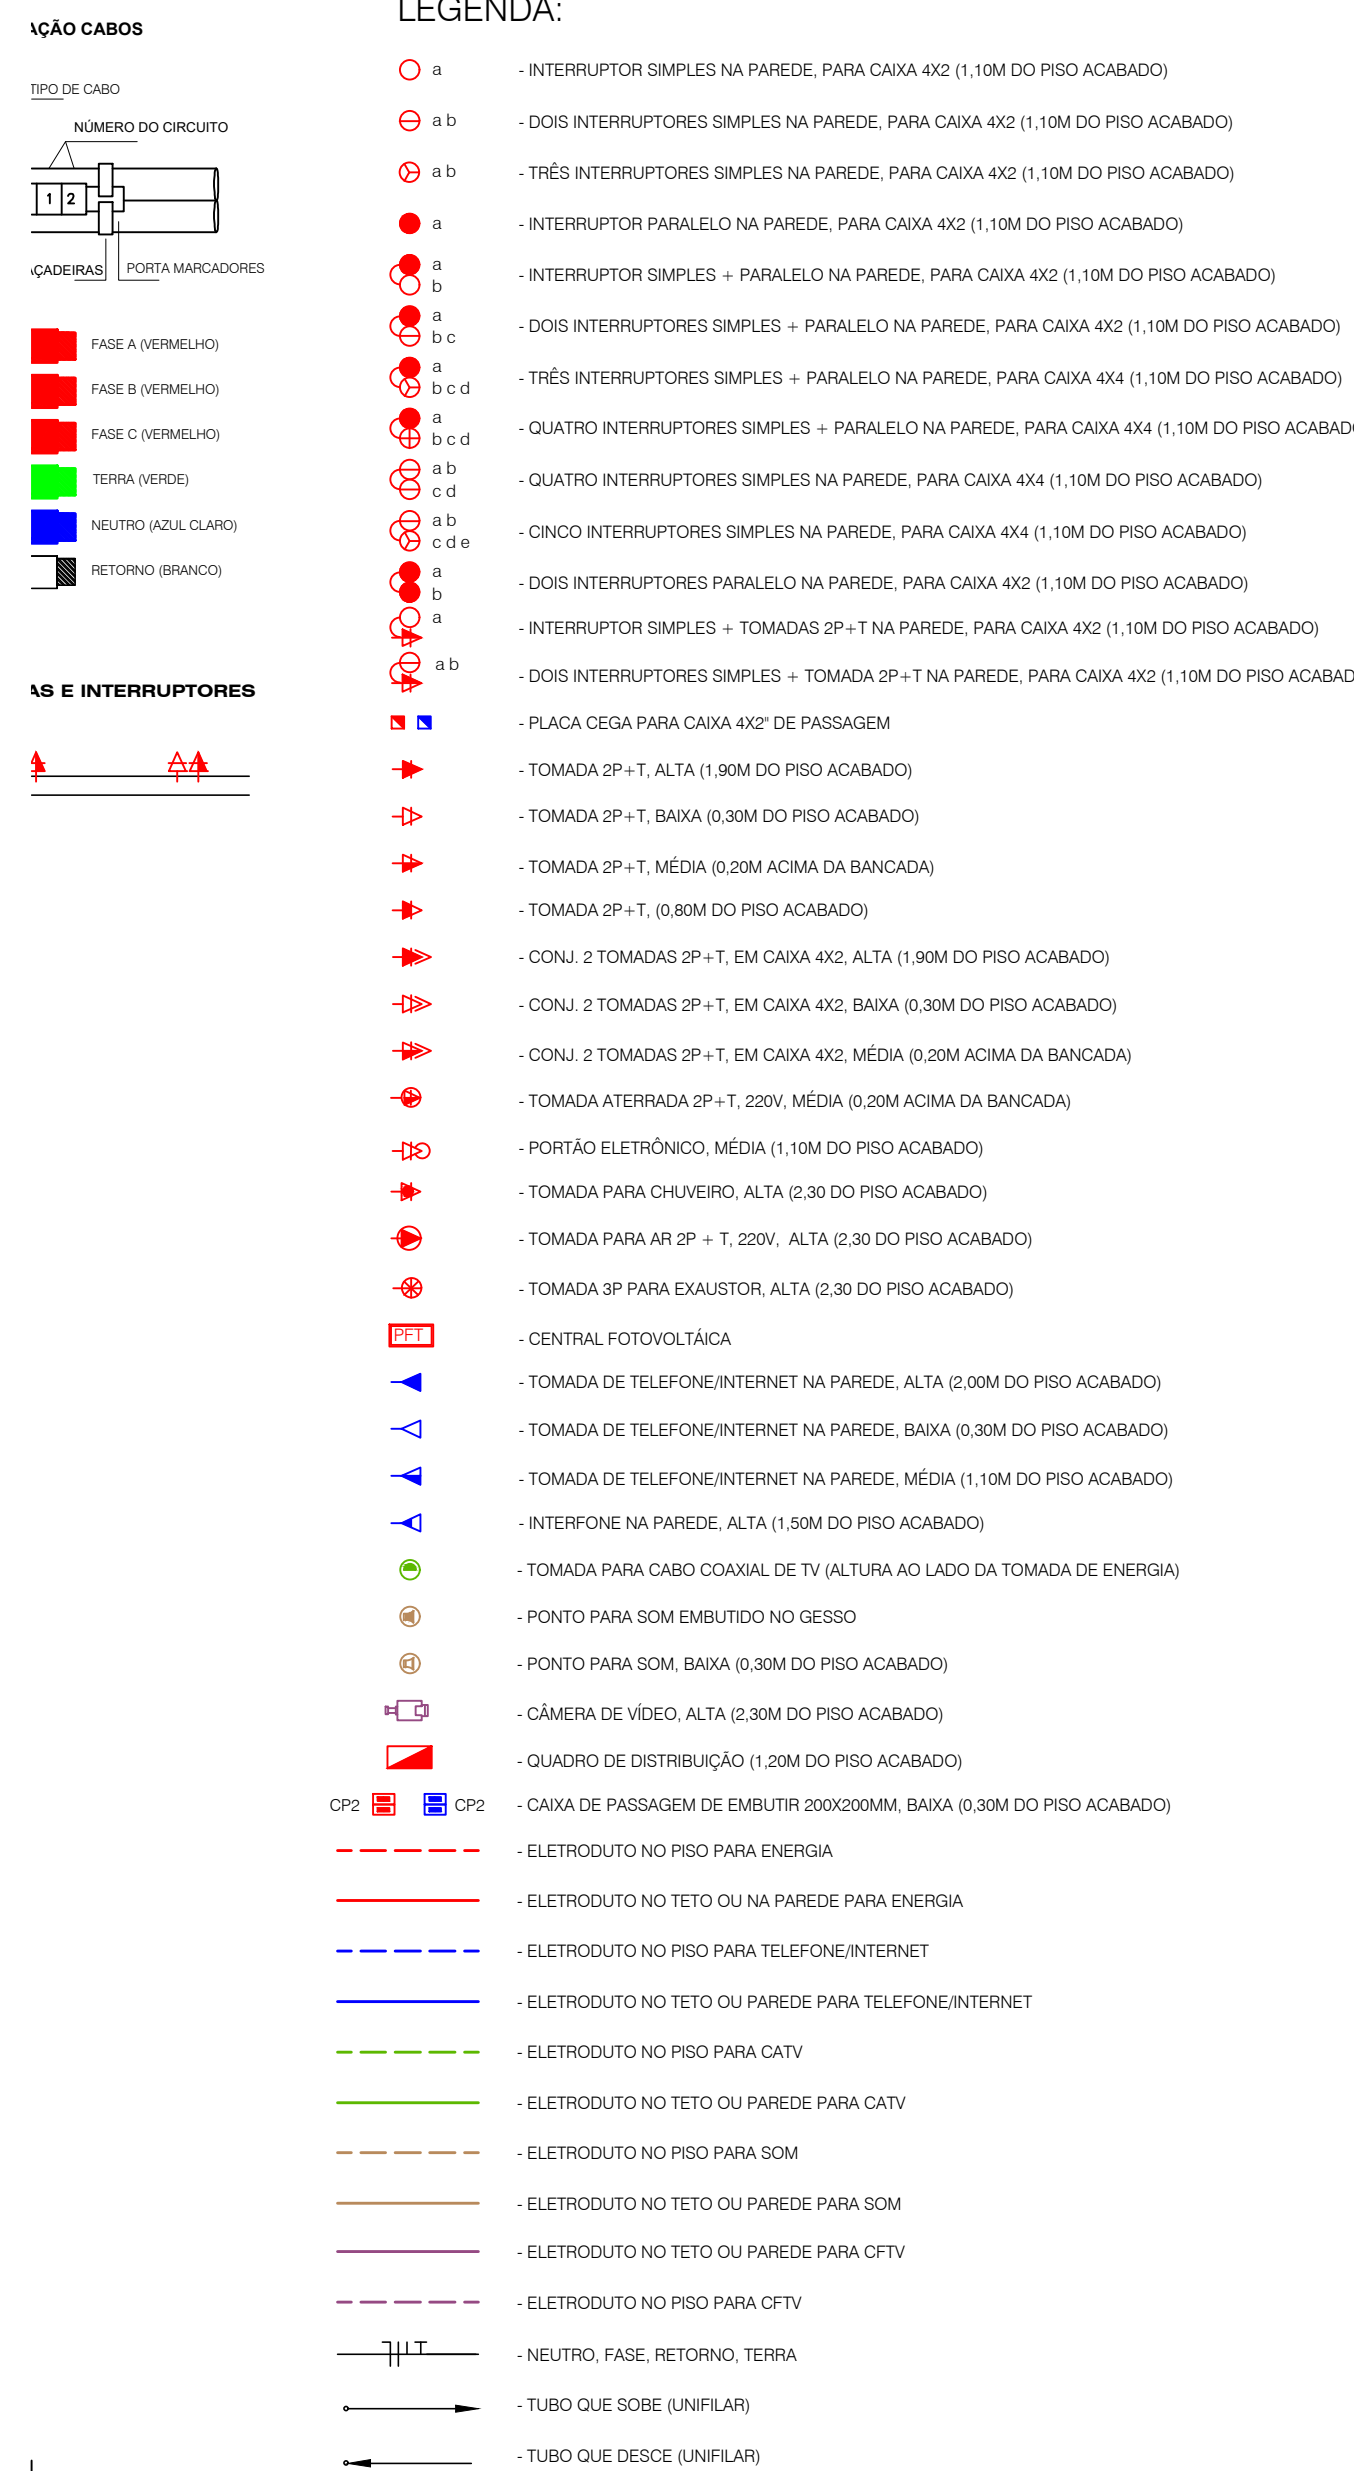 LEGENDA:
AÇÃO CABOS
TIPO DE CABO
NÚMERO DO CIRCUITO
1 2
AÇADEIRAS
PORTA MARCADORES
FASE A (VERMELHO)
FASE B (VERMELHO)
FASE C (VERMELHO)
TERRA (VERDE)
NEUTRO (AZUL CLARO)
RETORNO (BRANCO)
AS E INTERRUPTORES
a - INTERRUPTOR SIMPLES NA PAREDE, PARA CAIXA 4X2 (1,10M DO PISO ACABADO)
a b - DOIS INTERRUPTORES SIMPLES NA PAREDE, PARA CAIXA 4X2 (1,10M DO PISO ACABADO)
a b - TRÊS INTERRUPTORES SIMPLES NA PAREDE, PARA CAIXA 4X2 (1,10M DO PISO ACABADO)
a - INTERRUPTOR PARALELO NA PAREDE, PARA CAIXA 4X2 (1,10M DO PISO ACABADO)
a
b
- INTERRUPTOR SIMPLES + PARALELO NA PAREDE, PARA CAIXA 4X2 (1,10M DO PISO ACABADO)
a
b c
- DOIS INTERRUPTORES SIMPLES + PARALELO NA PAREDE, PARA CAIXA 4X2 (1,10M DO PISO ACABADO)
a
b c d
- TRÊS INTERRUPTORES SIMPLES + PARALELO NA PAREDE, PARA CAIXA 4X4 (1,10M DO PISO ACABADO)
a
b c d
- QUATRO INTERRUPTORES SIMPLES + PARALELO NA PAREDE, PARA CAIXA 4X4 (1,10M DO PISO ACABADO
a b
c d
- QUATRO INTERRUPTORES SIMPLES NA PAREDE, PARA CAIXA 4X4 (1,10M DO PISO ACABADO)
a b
c d e
- CINCO INTERRUPTORES SIMPLES NA PAREDE, PARA CAIXA 4X4 (1,10M DO PISO ACABADO)
a
b
- DOIS INTERRUPTORES PARALELO NA PAREDE, PARA CAIXA 4X2 (1,10M DO PISO ACABADO)
a
- INTERRUPTOR SIMPLES + TOMADAS 2P+T NA PAREDE, PARA CAIXA 4X2 (1,10M DO PISO ACABADO)
a b
- DOIS INTERRUPTORES SIMPLES + TOMADA 2P+T NA PAREDE, PARA CAIXA 4X2 (1,10M DO PISO ACABAD
- PLACA CEGA PARA CAIXA 4X2" DE PASSAGEM
- TOMADA 2P+T, ALTA (1,90M DO PISO ACABADO)
- TOMADA 2P+T, BAIXA (0,30M DO PISO ACABADO)
- TOMADA 2P+T, MÉDIA (0,20M ACIMA DA BANCADA)
- TOMADA 2P+T, (0,80M DO PISO ACABADO)
- CONJ. 2 TOMADAS 2P+T, EM CAIXA 4X2, ALTA (1,90M DO PISO ACABADO)
- CONJ. 2 TOMADAS 2P+T, EM CAIXA 4X2, BAIXA (0,30M DO PISO ACABADO)
- CONJ. 2 TOMADAS 2P+T, EM CAIXA 4X2, MÉDIA (0,20M ACIMA DA BANCADA)
- TOMADA ATERRADA 2P+T, 220V, MÉDIA (0,20M ACIMA DA BANCADA)
- PORTÃO ELETRÔNICO, MÉDIA (1,10M DO PISO ACABADO)
- TOMADA PARA CHUVEIRO, ALTA (2,30 DO PISO ACABADO)
- TOMADA PARA AR 2P + T, 220V, ALTA (2,30 DO PISO ACABADO)
- TOMADA 3P PARA EXAUSTOR, ALTA (2,30 DO PISO ACABADO)
PFT - CENTRAL FOTOVOLTÁICA
- TOMADA DE TELEFONE/INTERNET NA PAREDE, ALTA (2,00M DO PISO ACABADO)
- TOMADA DE TELEFONE/INTERNET NA PAREDE, BAIXA (0,30M DO PISO ACABADO)
- TOMADA DE TELEFONE/INTERNET NA PAREDE, MÉDIA (1,10M DO PISO ACABADO)
- INTERFONE NA PAREDE, ALTA (1,50M DO PISO ACABADO)
- TOMADA PARA CABO COAXIAL DE TV (ALTURA AO LADO DA TOMADA DE ENERGIA)
- PONTO PARA SOM EMBUTIDO NO GESSO
- PONTO PARA SOM, BAIXA (0,30M DO PISO ACABADO)
- CÂMERA DE VÍDEO, ALTA (2,30M DO PISO ACABADO)
- QUADRO DE DISTRIBUIÇÃO (1,20M DO PISO ACABADO)
CP2 CP2 - CAIXA DE PASSAGEM DE EMBUTIR 200X200MM, BAIXA (0,30M DO PISO ACABADO)
- ELETRODUTO NO PISO PARA ENERGIA
- ELETRODUTO NO TETO OU NA PAREDE PARA ENERGIA
- ELETRODUTO NO PISO PARA TELEFONE/INTERNET
- ELETRODUTO NO TETO OU PAREDE PARA TELEFONE/INTERNET
- ELETRODUTO NO PISO PARA CATV
- ELETRODUTO NO TETO OU PAREDE PARA CATV
- ELETRODUTO NO PISO PARA SOM
- ELETRODUTO NO TETO OU PAREDE PARA SOM
- ELETRODUTO NO TETO OU PAREDE PARA CFTV
- ELETRODUTO NO PISO PARA CFTV
- NEUTRO, FASE, RETORNO, TERRA
- TUBO QUE SOBE (UNIFILAR)
- TUBO QUE DESCE (UNIFILAR)